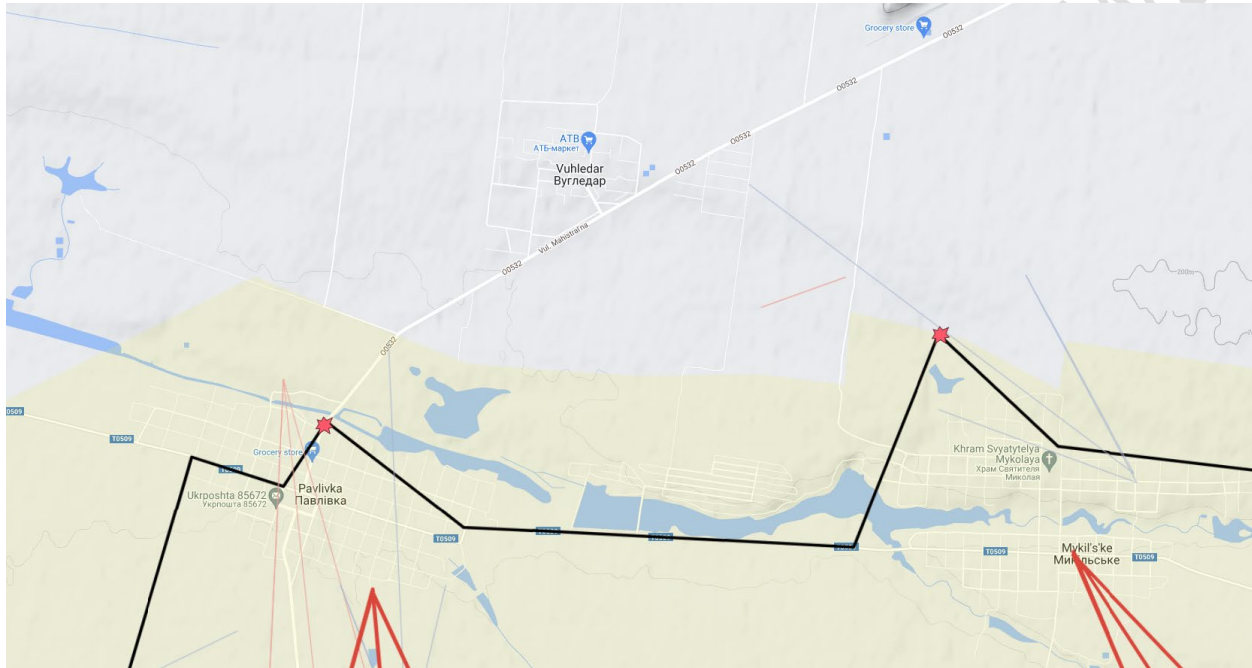 Grocery store
O0532
O0532
O0532
АТВ
АТБ-маркет
O0532
Vuhledar
Вугледар
Vul. Mahistral'na
O0532
200m
O0532
T0509
T0509
Grocery store
T0509
Khram Svyatytelya
Mykolaya
Храм Святителя
Миколая
Ukrposhta 85672
Укрпошта 85672
Pavlivka
Павлівка
T0509
T0509
T0509
Mykil's'ke
Микільське